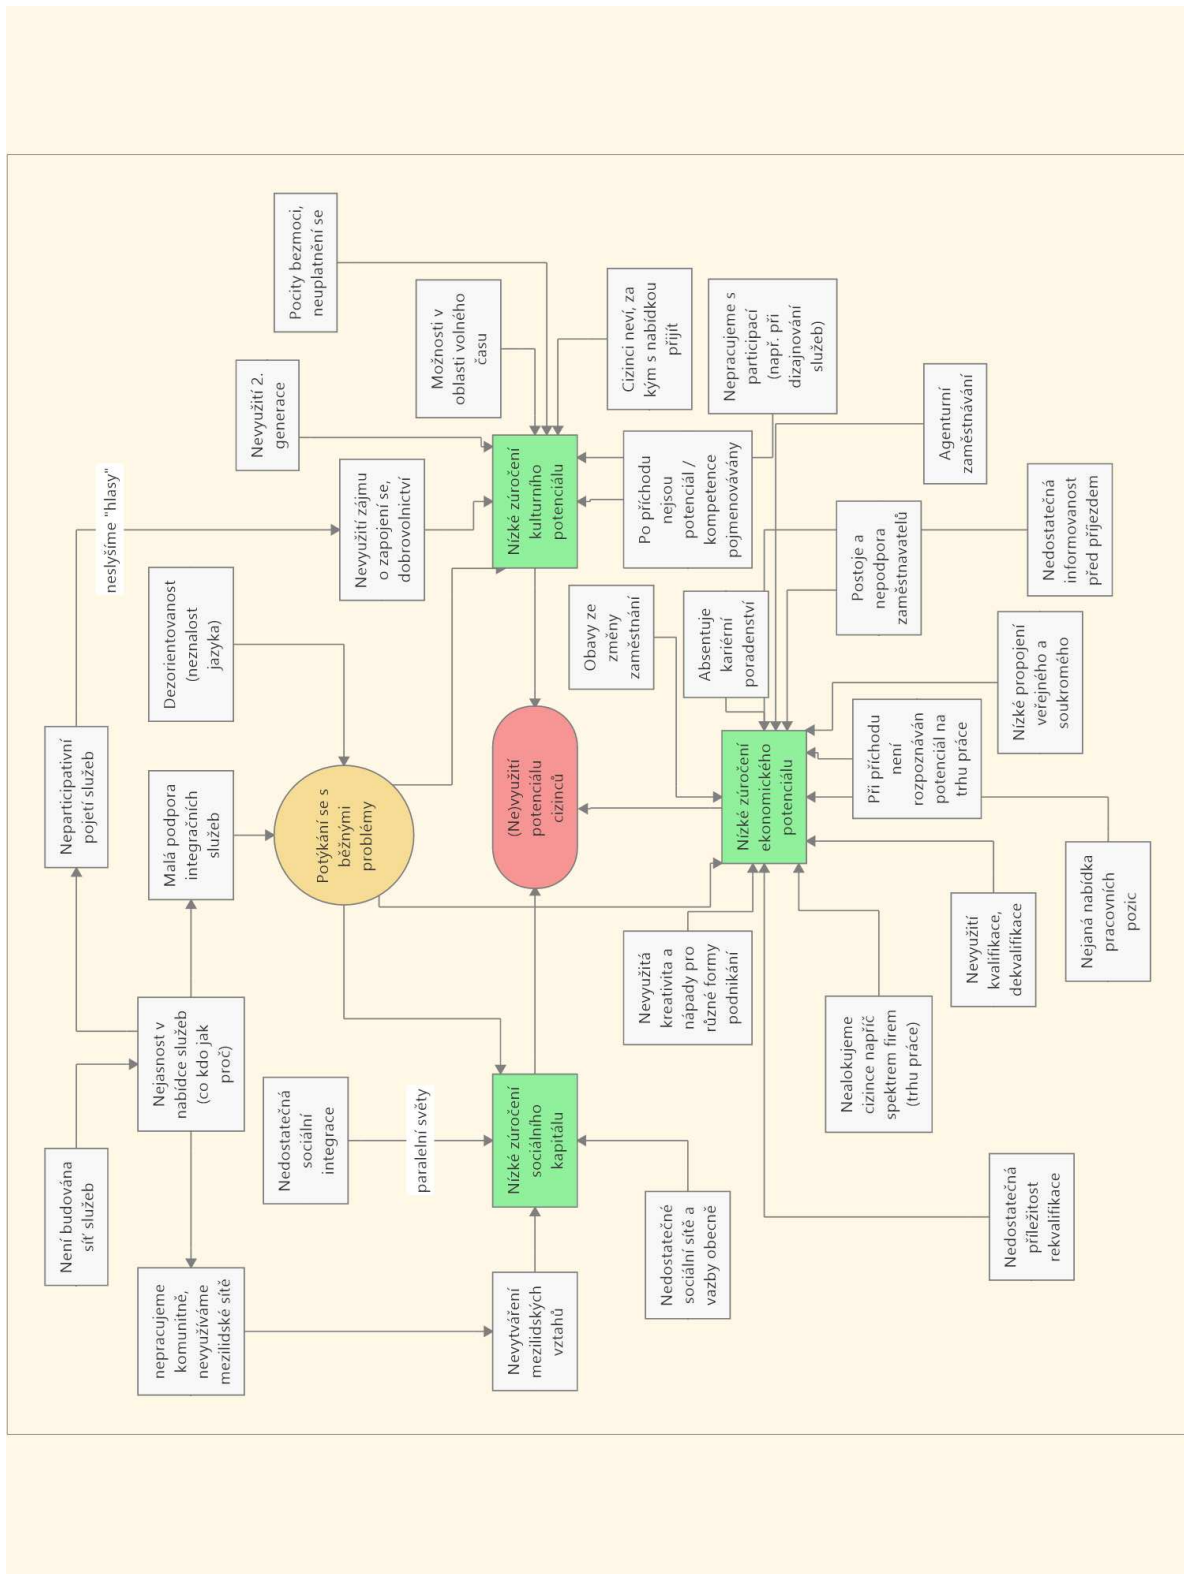 Není budována
síť služeb
Nejasnost v
nabídce služeb
(co kdo jak
proč)
Neparticipativní
pojetí služeb
neslyšíme "hlasy"
nepracujeme
komunitně,
nevyužíváme
mezilidské sítě
Malá podpora
integračních
služeb
Dezorientovanost
(neznalost
jazyka)
Nevyužití 2.
generace
Pocity bezmoci,
neuplatnění se
Nedostatečná
sociální
integrace
Potýkání se s
běžnými
problémy
Nevyužití zájmu
o zapojení se,
dobrovolnictví
Možnosti v
oblasti volného
času
paralelní světy
Nevytváření
mezilidských
vztahů
Nízké zúročení
sociálního
kapitálu
(Ne)využití
potenciálu
cizinců
Nízké zúročení
kulturního
potenciálu
Nedostatečné
sociální sítě a
vazby obecně
Nevyužitá
kreativita a
nápady pro
různé formy
podnikání
Obavy ze
změny
zaměstnání
Po příchodu
nejsou
potenciál /
kompetence
pojmenovávány
Cizinci neví, za
kým s nabídkou
přijít
Absentuje
kariérní
poradenství
Nepracujeme s
participací
(např. při
dizajnování
služeb)
Nízké zúročení
ekonomického
potenciálu
Nealokujeme
cizince napříč
spektrem firem
(trhu práce)
Při příchodu
není
rozpoznáván
potenciál na
trhu práce
Postoje a
nepodpora
zaměstnavatelů
Agenturní
zaměstnávání
Nedostatečná
příležitost
rekvalifikace
Nevyužití
kvalifikace,
dekvalifikace
Nízké propojení
veřejného a
soukromého
Nedostatečná
informovanost
před příjezdem
Nejaná nabídka
pracovních
pozic